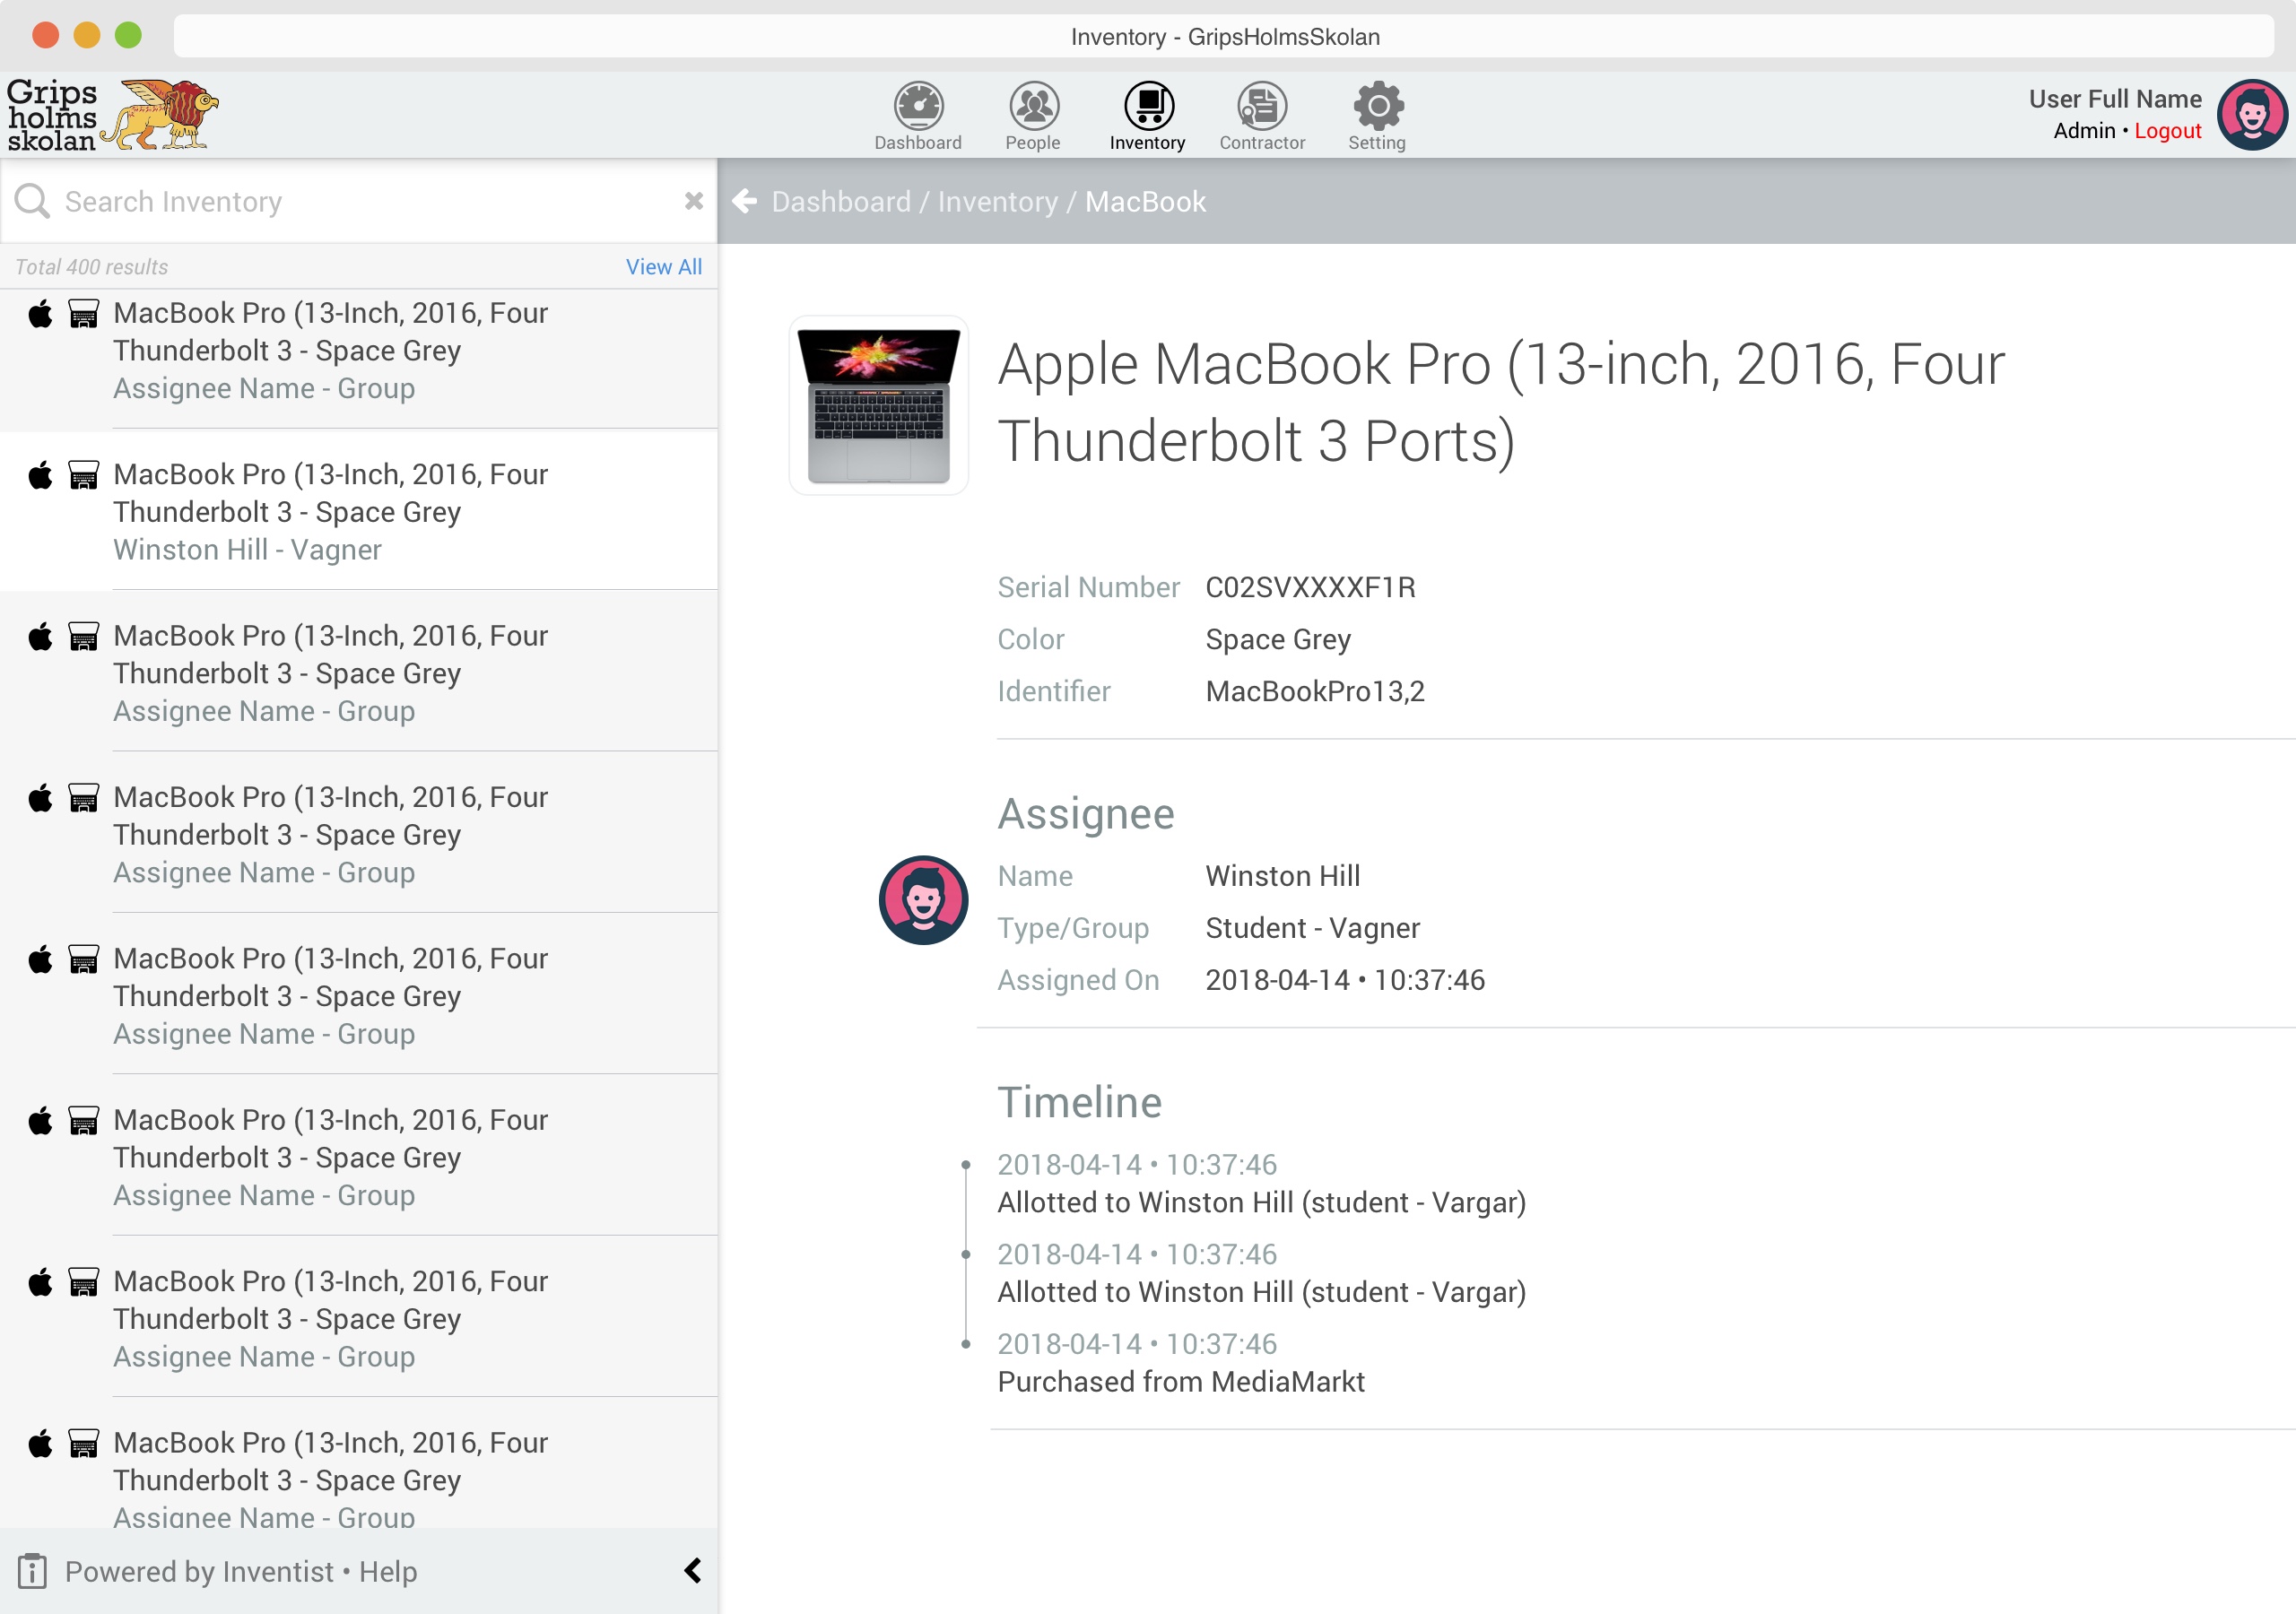 Inventory - GripsHolmsSkolan
Grips
holms
skolan
Dashboard
People
Inventory
Contractor
Setting
User Full Name
Admin • Logout
Search Inventory
Dashboard / Inventory / MacBook
Total 400 results
View All
MacBook Pro (13-Inch, 2016, Four
Thunderbolt 3 - Space Grey
Assignee Name - Group
MacBook Pro (13-Inch, 2016, Four
Thunderbolt 3 - Space Grey
Winston Hill - Vagner
MacBook Pro (13-Inch, 2016, Four
Thunderbolt 3 - Space Grey
Assignee Name - Group
MacBook Pro (13-Inch, 2016, Four
Thunderbolt 3 - Space Grey
Assignee Name - Group
MacBook Pro (13-Inch, 2016, Four
Thunderbolt 3 - Space Grey
Assignee Name - Group
MacBook Pro (13-Inch, 2016, Four
Thunderbolt 3 - Space Grey
Assignee Name - Group
MacBook Pro (13-Inch, 2016, Four
Thunderbolt 3 - Space Grey
Assignee Name - Group
MacBook Pro (13-Inch, 2016, Four
Thunderbolt 3 - Space Grey
Assignee Name - Group
Powered by Inventist • Help
Apple MacBook Pro (13-inch, 2016, Four
Thunderbolt 3 Ports)
Serial Number C02SVXXXXF1R
Color Space Grey
Identifier MacBookPro13,2
Assignee
Name Winston Hill
Type/Group Student - Vagner
Assigned On 2018-04-14 • 10:37:46
Timeline
2018-04-14 • 10:37:46
Allotted to Winston Hill (student - Vargar)
2018-04-14 • 10:37:46
Allotted to Winston Hill (student - Vargar)
2018-04-14 • 10:37:46
Purchased from MediaMarkt